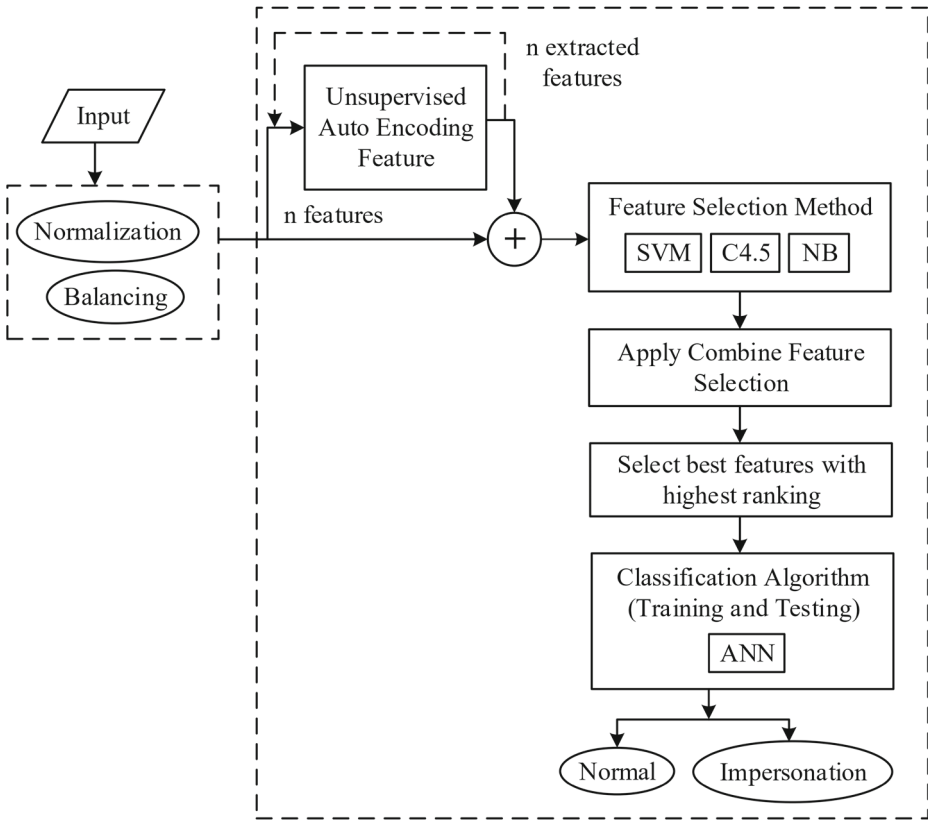 Input
Normalization
Balancing
n features
Unsupervised
Auto Encoding
Feature
n extracted
features
+
Feature Selection Method
SVM C4.5 NB
Apply Combine Feature
Selection
Select best features with
highest ranking
Classification Algorithm
(Training and Testing)
ANN
Normal
Impersonation